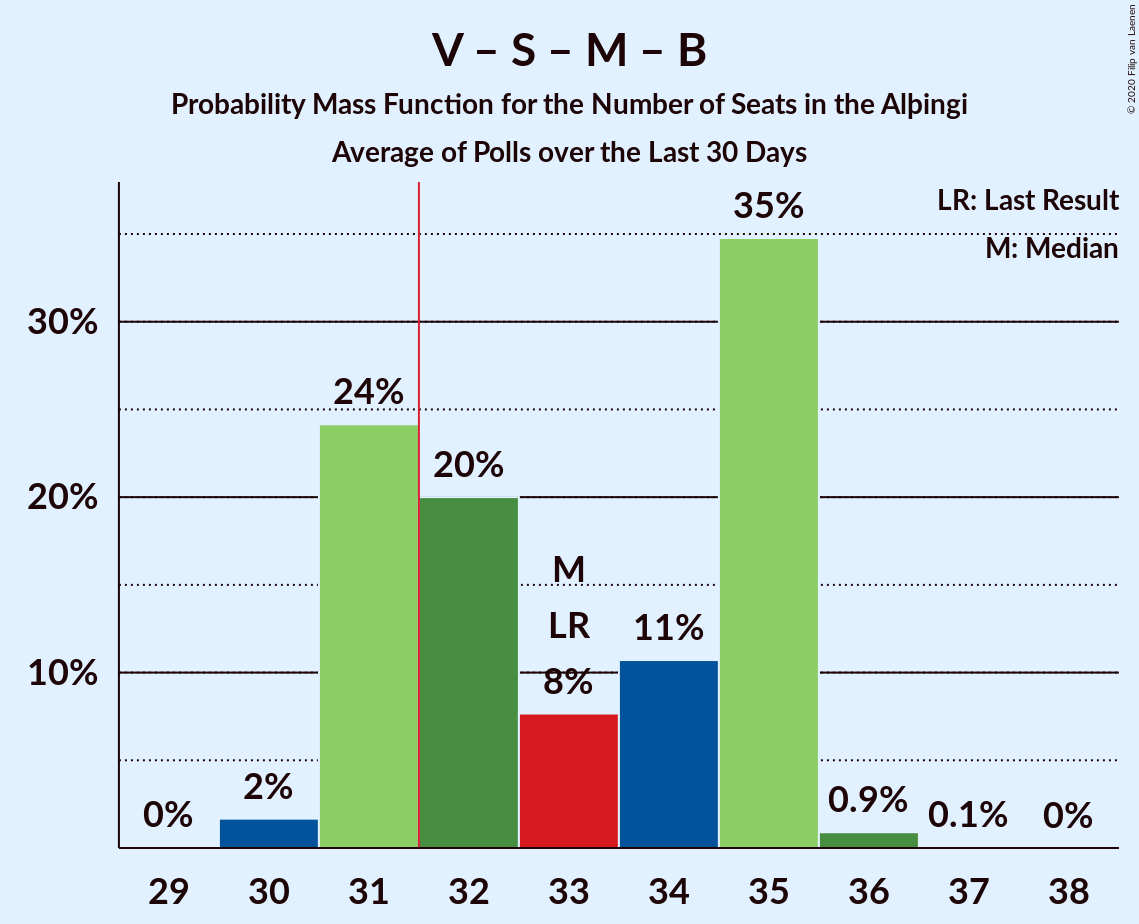 V – S – M – B
Probability Mass Function for the Number of Seats in the Alþingi
Average of Polls over the Last 30 Days
© 2020 Filip van Laenen
LR: Last Result
M: Median
30%
20%
10%
0%
2%
24%
20%
M
LR
8%
11%
35%
0.9%
0.1%
0%
29 30 31 32 33 34 35 36 37 38